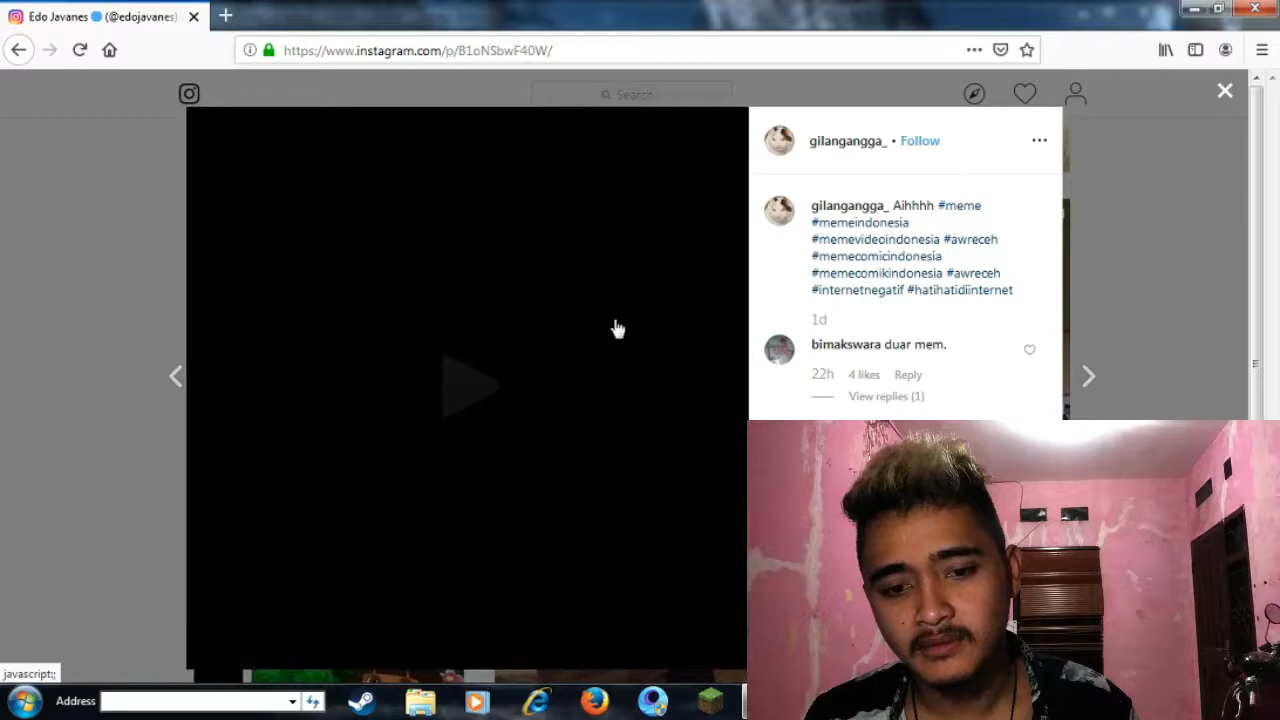 Edo Javanes (@edojavanes)
https://www.instagram.com/p/B1oNSbwF40W/
Search
gilangangga_ • Follow
gilangangga_ Aihhhh #meme
#memeindonesia
#memevideoindonesia #awreceh
#memecomicindonesia
#memecomikindonesia #awreceh
#internetnegatif #hatihatidiinternet
1d
bimakswara duar mem.
22h 4 likes Reply
View replies (1)
javascript:;
Address